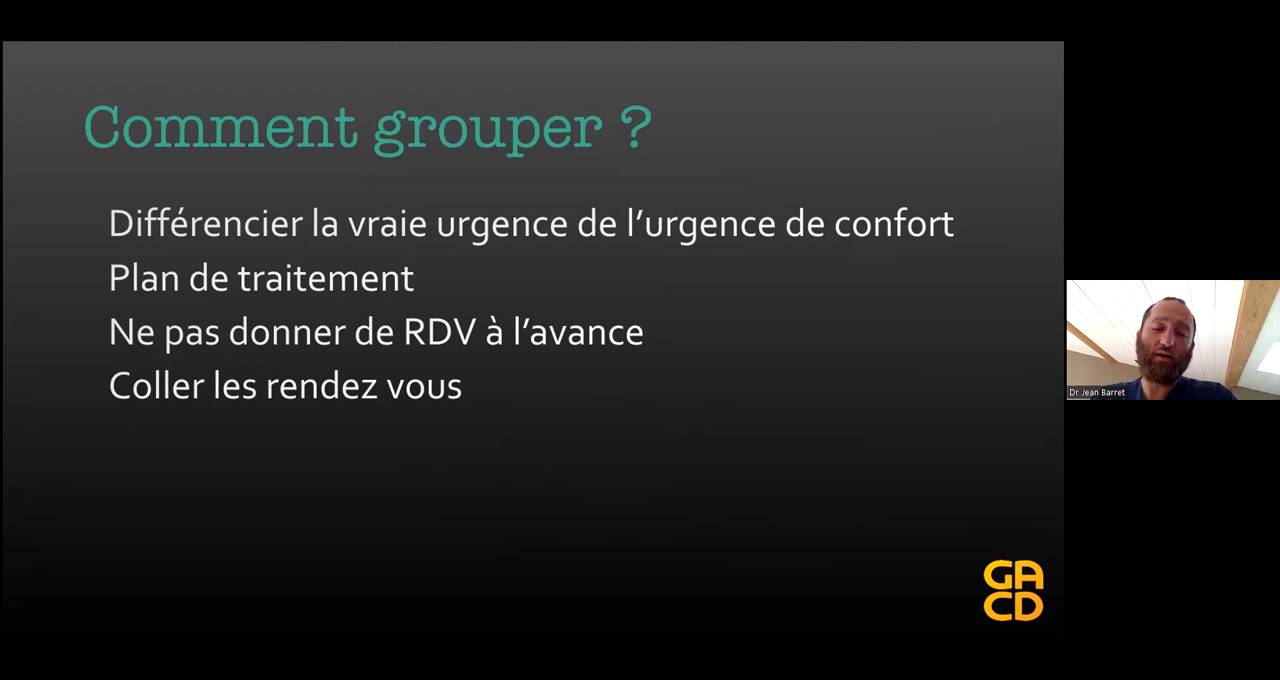 Comment grouper ?
Différencier la vraie urgence de l’urgence de confort
Plan de traitement
Ne pas donner de RDV à l’avance
Coller les rendez vous
Dr Jean Barret
GA
CD